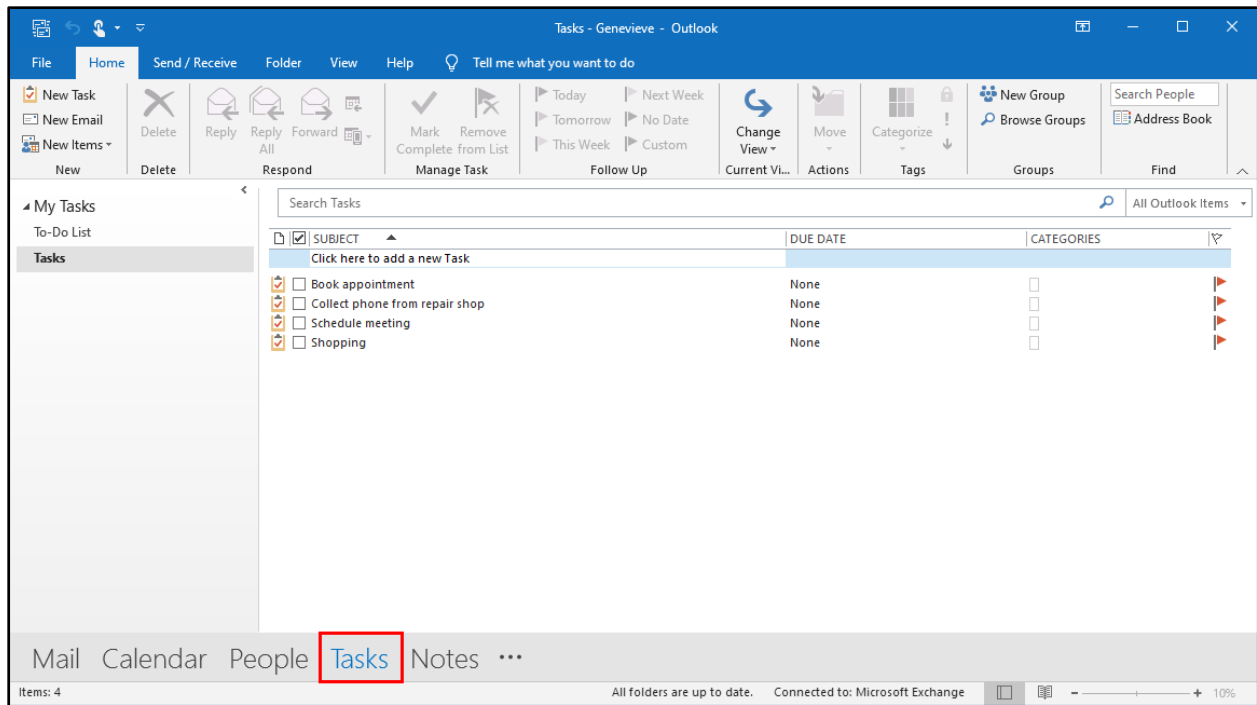 Tasks - Genevieve - Outlook
File Home Send / Receive Folder View Help Tell me what you want to do
New Task
New Email
New Items
New
Delete
Delete
Reply Reply All Forward
Respond
Mark Complete Remove from List
Manage Task
Today Next Week
Tomorrow No Date
This Week Custom
Follow Up
Change View
Current Vi...
Move
Actions
Categorize
Tags
New Group
Browse Groups
Groups
Search People
Address Book
Find
My Tasks
To-Do List
Tasks
Search Tasks All Outlook Items
SUBJECT DUE DATE CATEGORIES
Click here to add a new Task
Book appointment None
Collect phone from repair shop None
Schedule meeting None
Shopping None
Mail Calendar People Tasks Notes ...
Items: 4 All folders are up to date. Connected to: Microsoft Exchange 10%